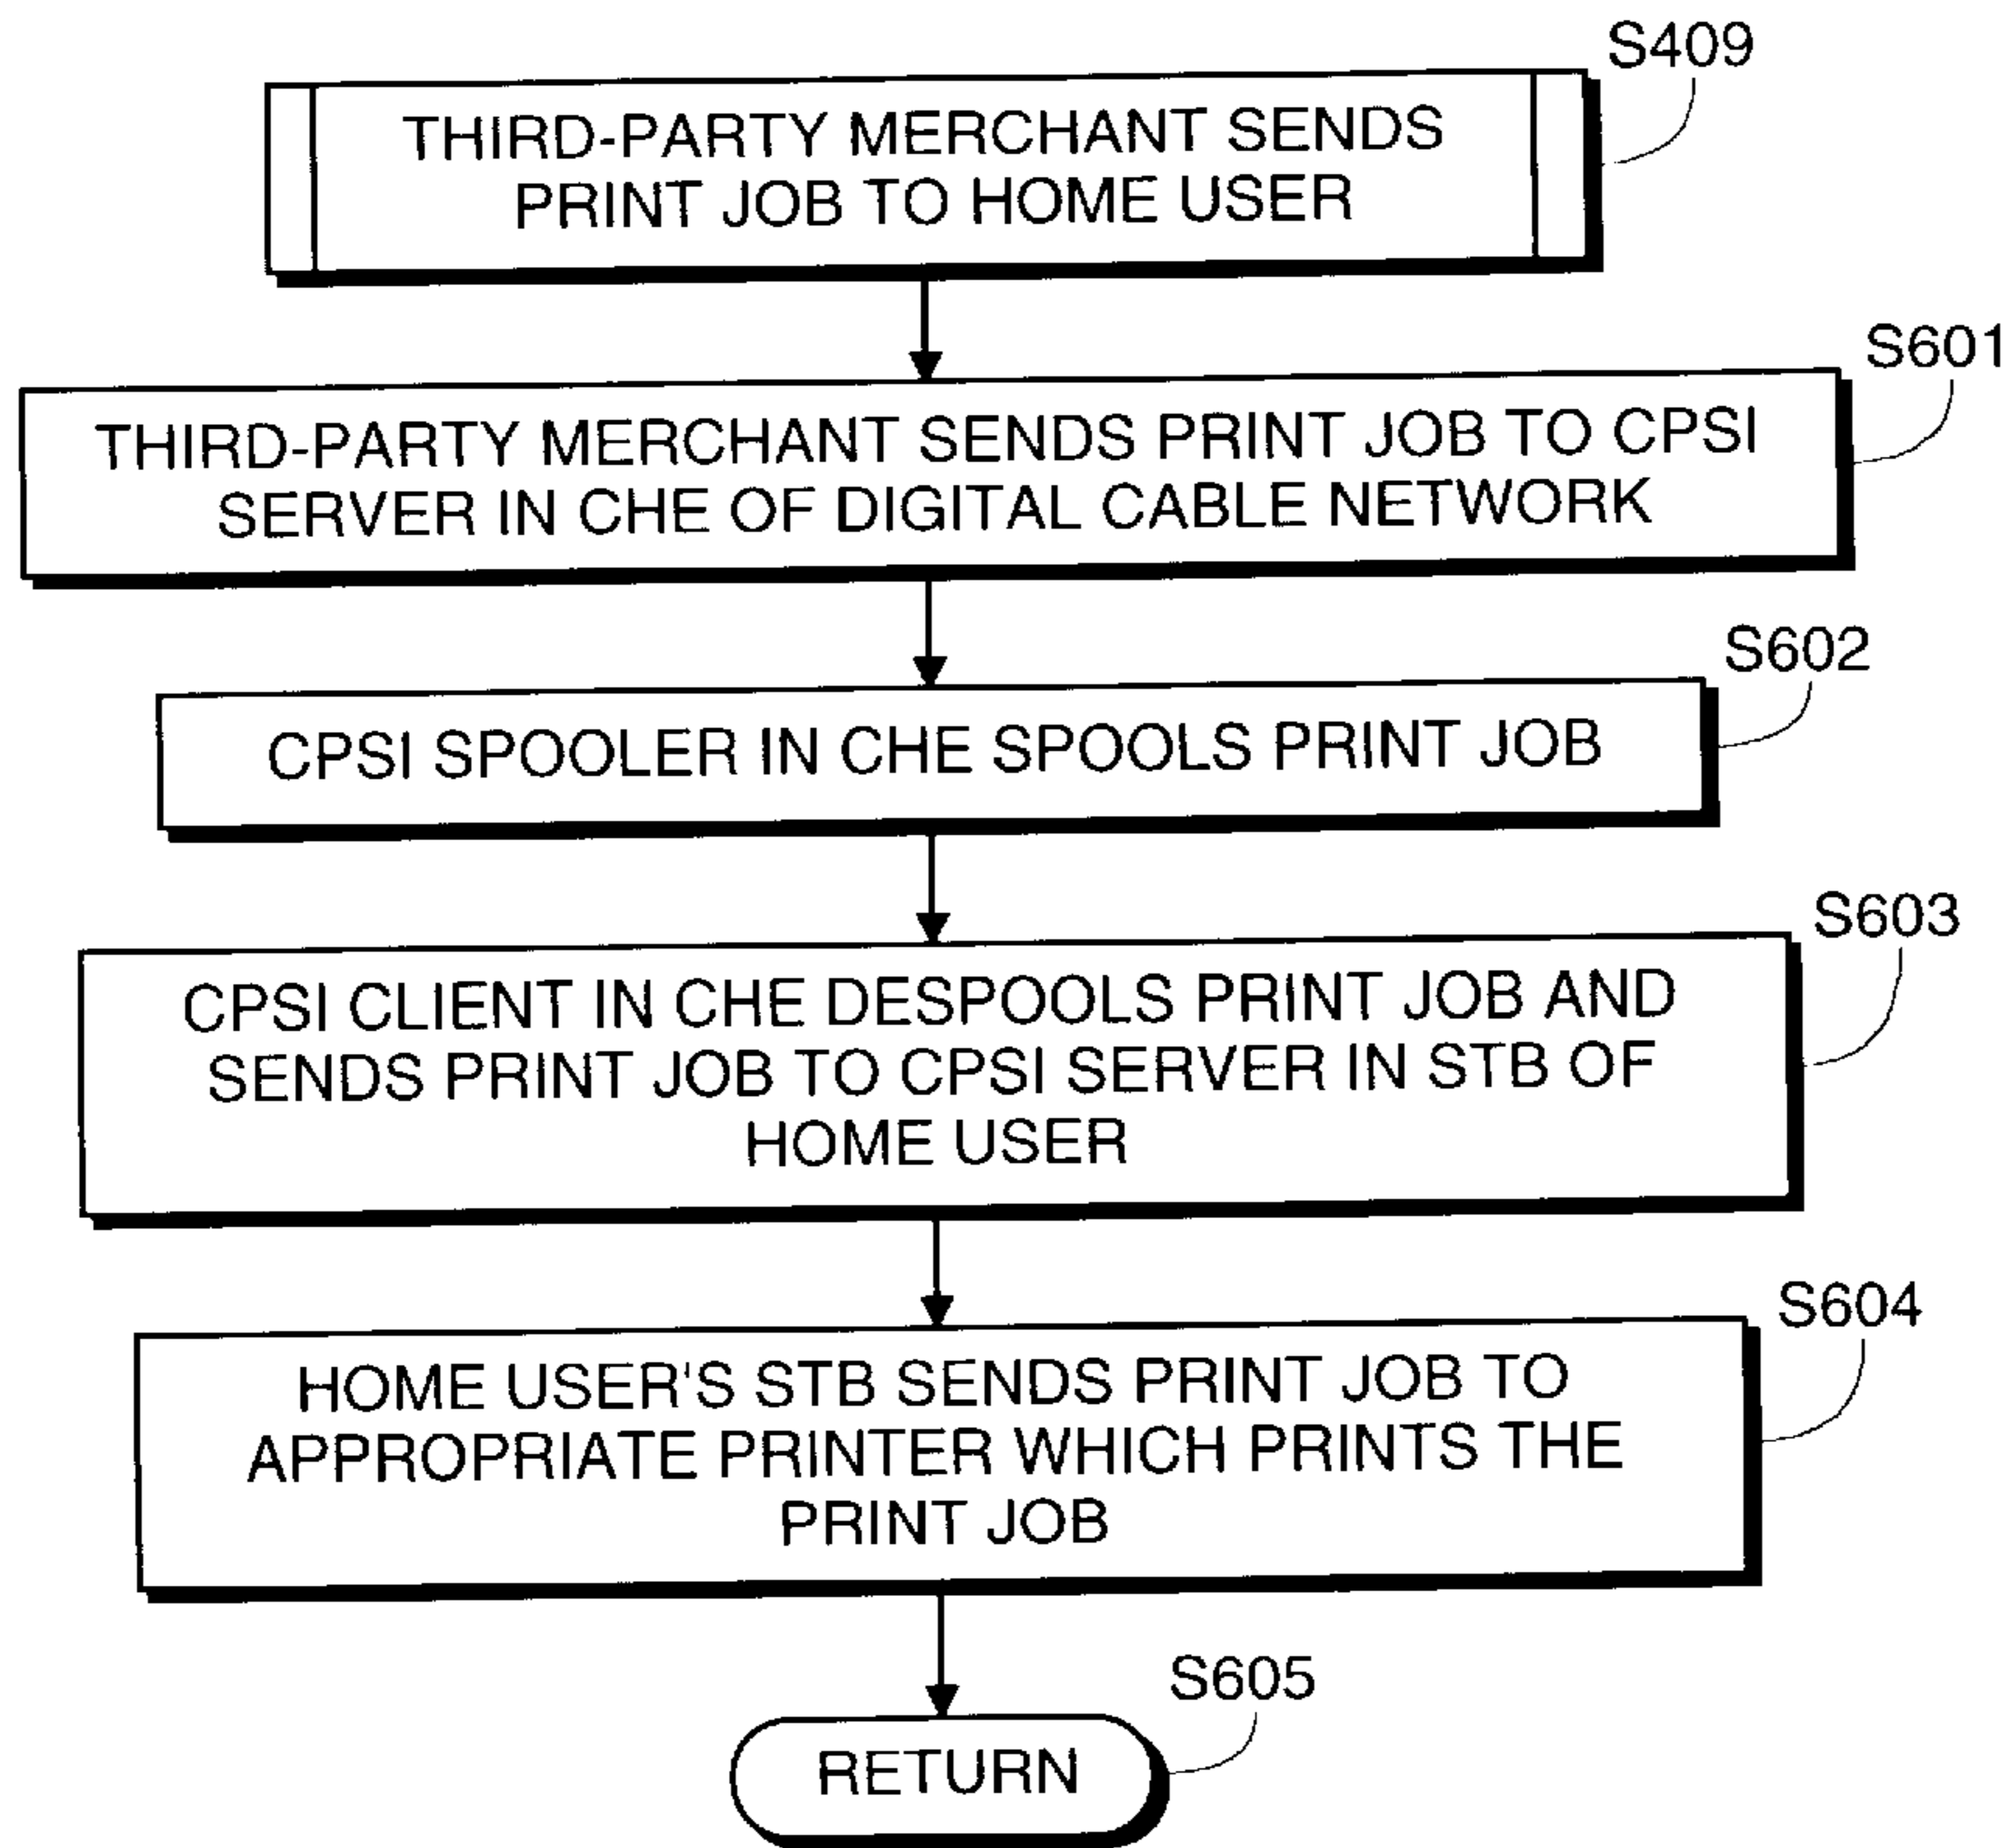 S409
THIRD-PARTY MERCHANT SENDS
PRINT JOB TO HOME USER
S601
THIRD-PARTY MERCHANT SENDS PRINT JOB TO CPSI
SERVER IN CHE OF DIGITAL CABLE NETWORK
S602
CPSI SPOOLER IN CHE SPOOLS PRINT JOB
S603
CPSI CLIENT IN CHE DESPOOLS PRINT JOB AND
SENDS PRINT JOB TO CPSI SERVER IN STB OF
HOME USER
S604
HOME USER'S STB SENDS PRINT JOB TO
APPROPRIATE PRINTER WHICH PRINTS THE
PRINT JOB
S605
RETURN